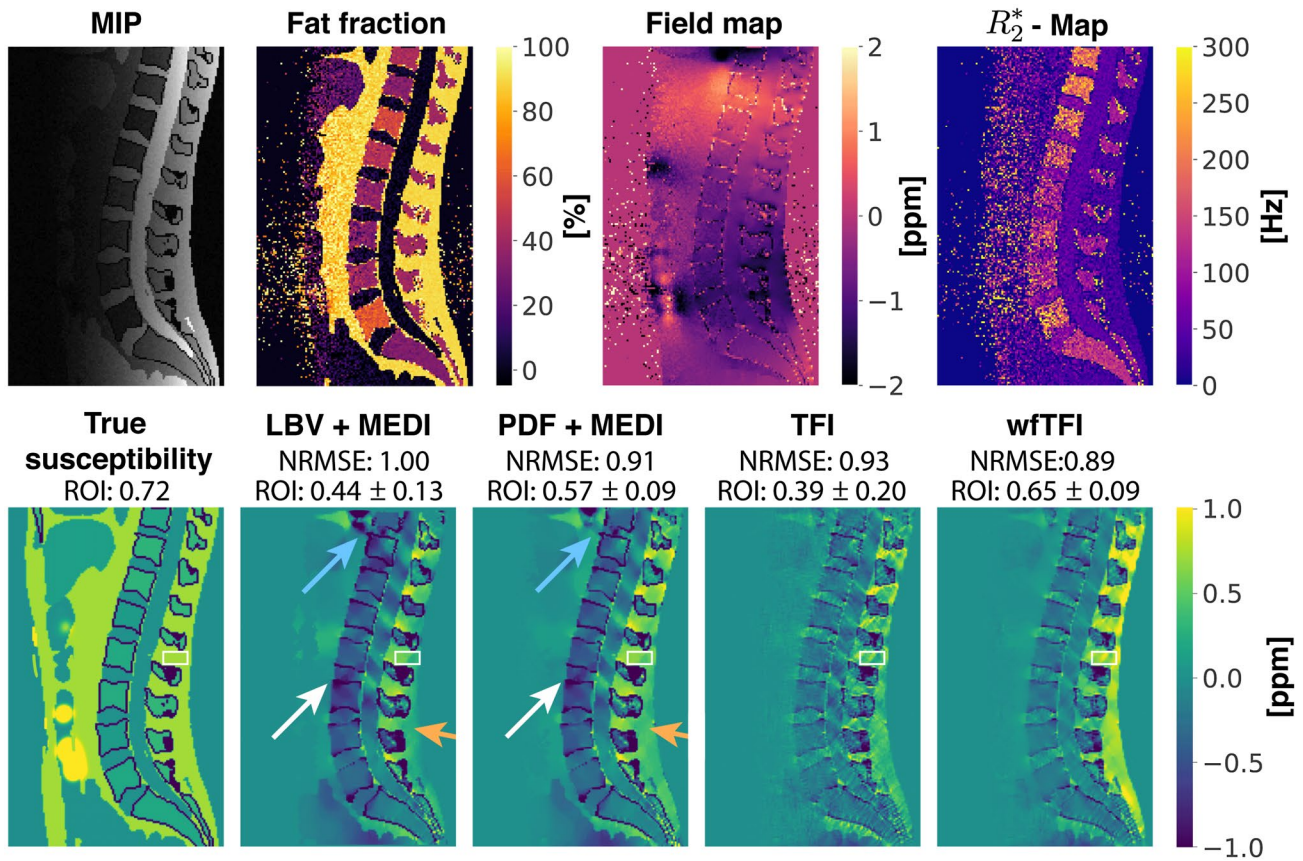 MIP
Fat fraction
Field map
R₂* - Map
100
80
60
40
20
0
[%]
2
1
0
−1
−2
[ppm]
300
250
200
150
100
50
0
[Hz]
True
susceptibility
ROI: 0.72
LBV + MEDI
NRMSE: 1.00
ROI: 0.44 ± 0.13
PDF + MEDI
NRMSE: 0.91
ROI: 0.57 ± 0.09
TFI
NRMSE: 0.93
ROI: 0.39 ± 0.20
wfTFI
NRMSE:0.89
ROI: 0.65 ± 0.09
1.0
0.5
0.0
−0.5
−1.0
[ppm]